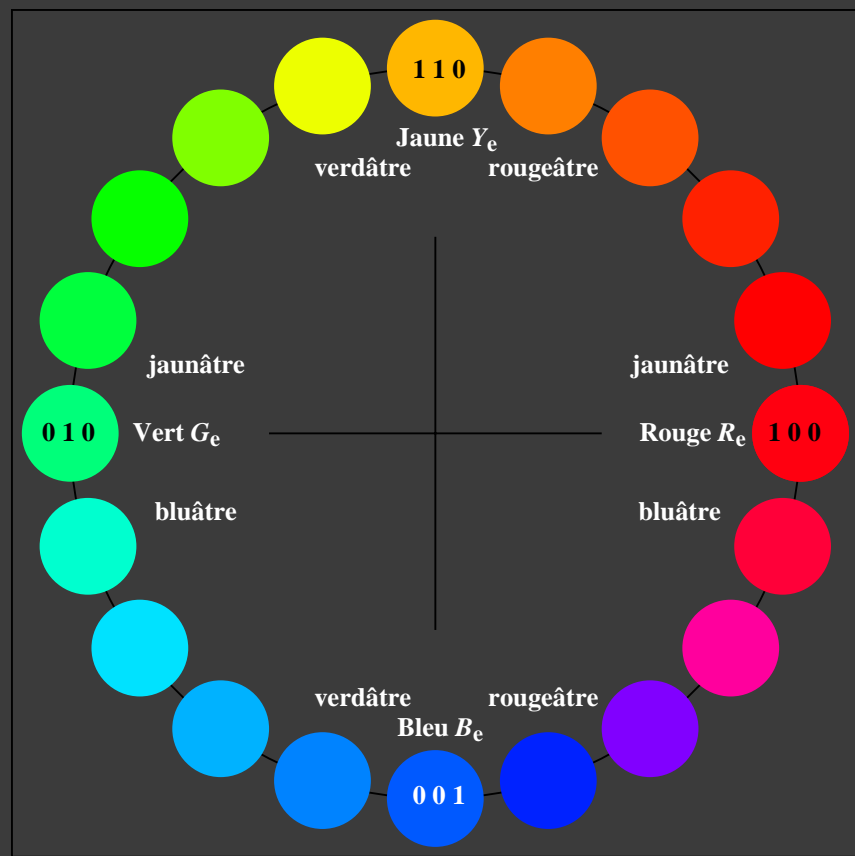 1 1 0
Jaune Yₑ
verdâtre rougeâtre
jaunâtre jaunâtre
0 1 0 Vert Gₑ Rouge Rₑ 1 0 0
bluâtre bluâtre
verdâtre rougeâtre
Bleu Bₑ
0 0 1